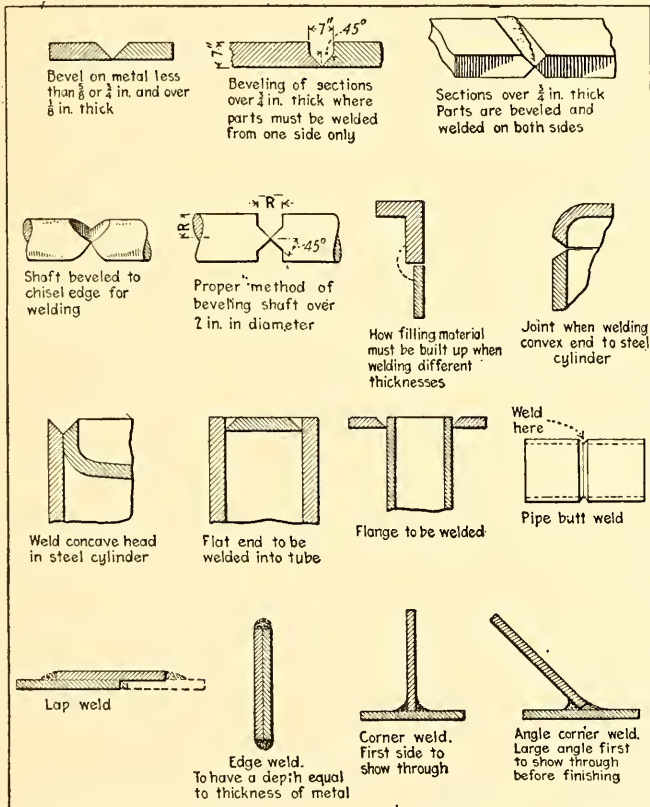 Bevel on metal less
than 5/8 or 3/4 in. and over
1/8 in. thick
7"
7"
45°
Beveling of sections
over 3/4 in. thick where
parts must be welded
from one side only
Sections over 3/4 in. thick
Parts are beveled and
welded on both sides
Shaft beveled to
chisel edge for
welding
R
R
45°
Proper method of
beveling shaft over
2 in. in diameter
How filling material
must be built up when
welding different
thicknesses
Joint when welding
convex end to steel
cylinder
Weld concave head
in steel cylinder
Flat end to be
welded into tube
Flange to be welded
Weld
here
Pipe butt weld
Lap weld
Edge weld.
To have a depth equal
to thickness of metal
Corner weld.
First side to
show through
Angle corner weld.
Large angle first
to show through
before finishing